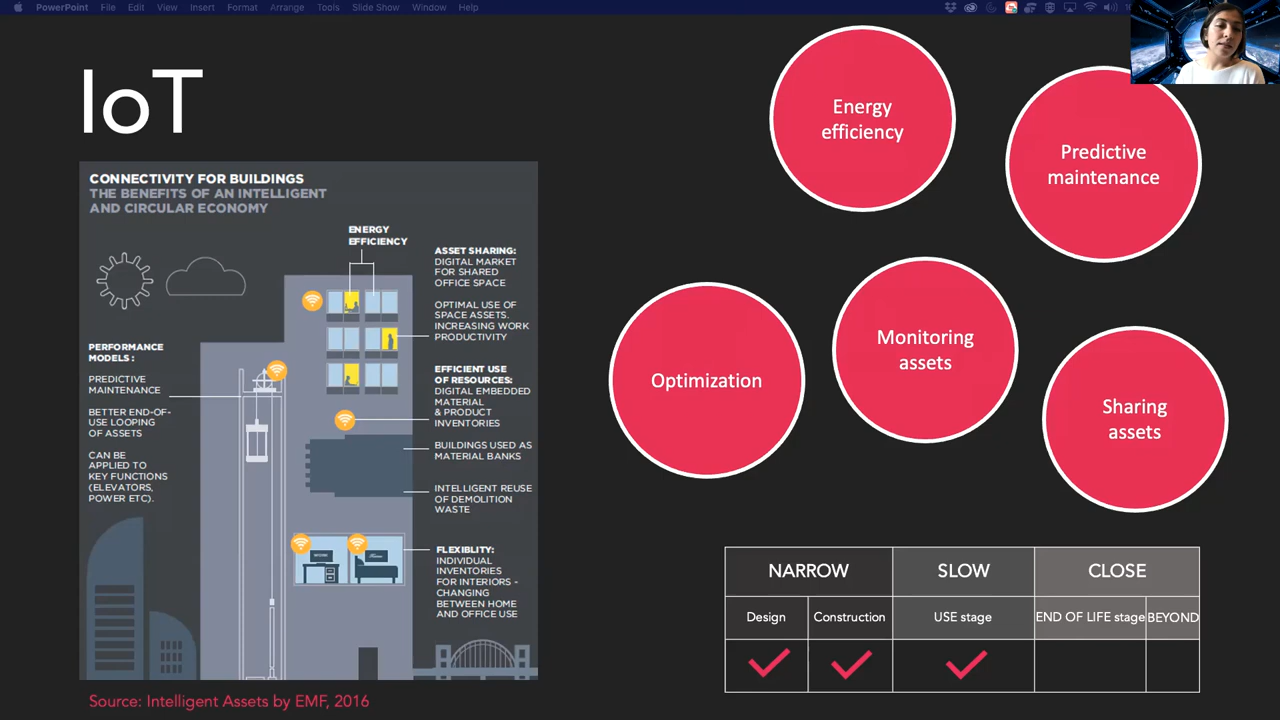 PowerPoint File Edit View Insert Format Arrange Tools Slide Show Window Help
IoT
CONNECTIVITY FOR BUILDINGS
THE BENEFITS OF AN INTELLIGENT
AND CIRCULAR ECONOMY
ENERGY
EFFICIENCY
ASSET SHARING:
DIGITAL MARKET
FOR SHARED
OFFICE SPACE
OPTIMAL USE OF
SPACE ASSETS.
INCREASING WORK
PRODUCTIVITY
PERFORMANCE
MODELS :
PREDICTIVE
MAINTENANCE
BETTER END-OF-
USE LOOPING
OF ASSETS
CAN BE
APPLIED TO
KEY FUNCTIONS
(ELEVATORS,
POWER ETC).
EFFICIENT USE
OF RESOURCES:
DIGITAL EMBEDDED
MATERIAL
& PRODUCT
INVENTORIES
BUILDINGS USED AS
MATERIAL BANKS
INTELLIGENT REUSE
OF DEMOLITION
WASTE
FLEXIBLITY:
INDIVIDUAL
INVENTORIES
FOR INTERIORS -
CHANGING
BETWEEN HOME
AND OFFICE USE
Source: Intelligent Assets by EMF, 2016
Energy
efficiency
Predictive
maintenance
Optimization
Monitoring
assets
Sharing
assets
NARROW SLOW CLOSE
Design Construction USE stage END OF LIFE stage BEYOND